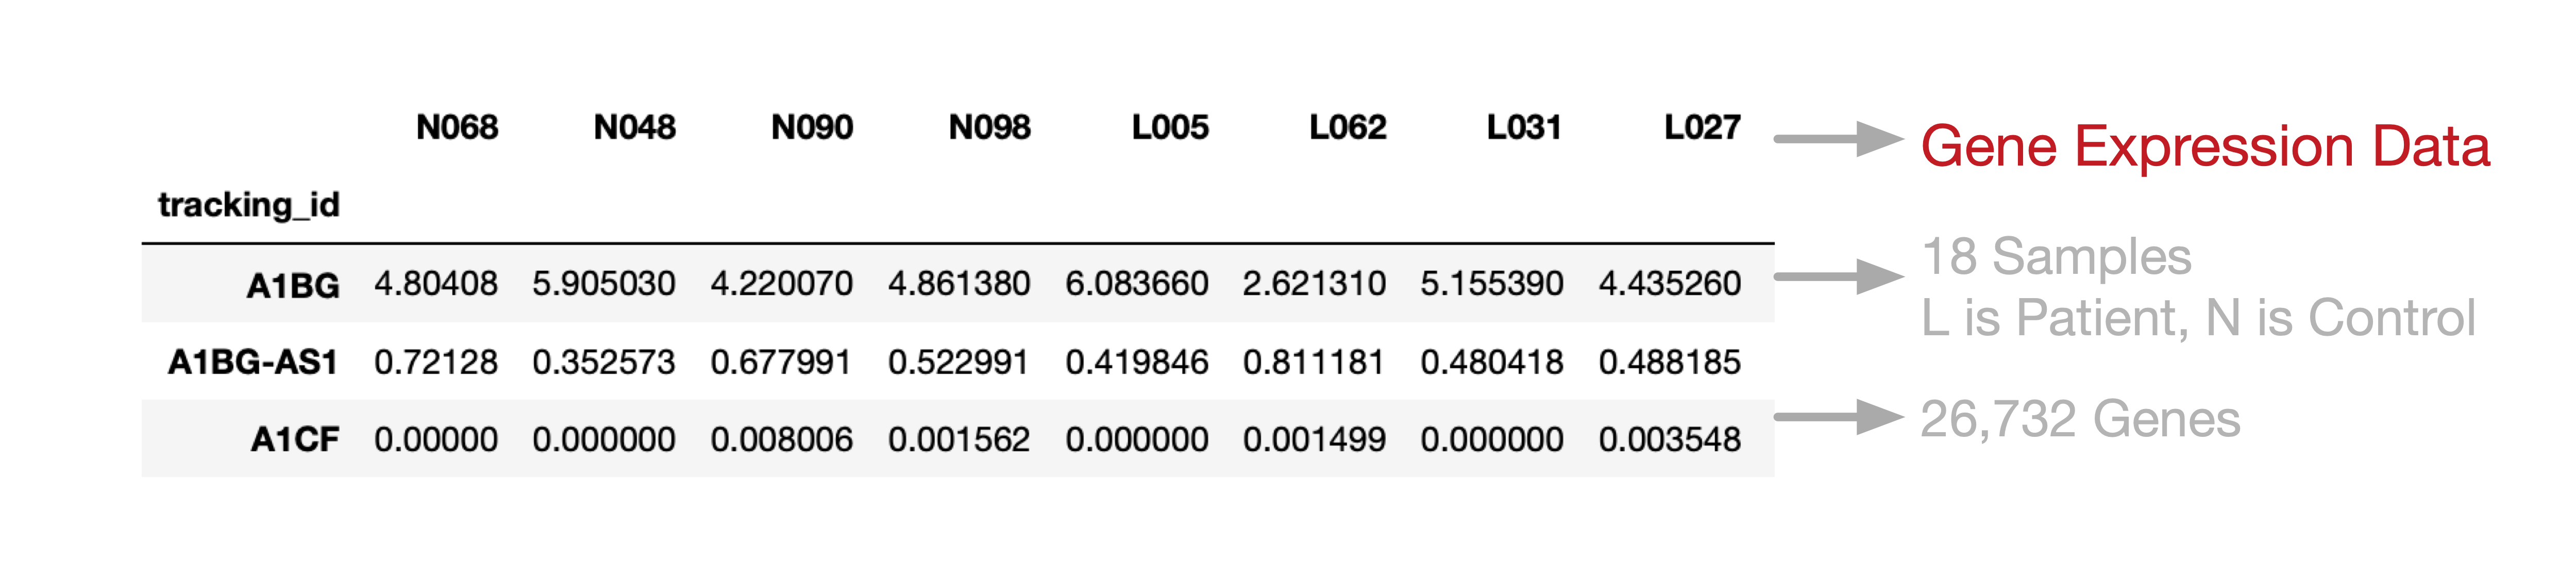 N068 N048 N090 N098 L005 L062 L031 L027
Gene Expression Data
tracking_id
A1BG 4.80408 5.905030 4.220070 4.861380 6.083660 2.621310 5.155390 4.435260
18 Samples
L is Patient, N is Control
A1BG-AS1 0.72128 0.352573 0.677991 0.522991 0.419846 0.811181 0.480418 0.488185
A1CF 0.00000 0.000000 0.008006 0.001562 0.000000 0.001499 0.000000 0.003548
26,732 Genes